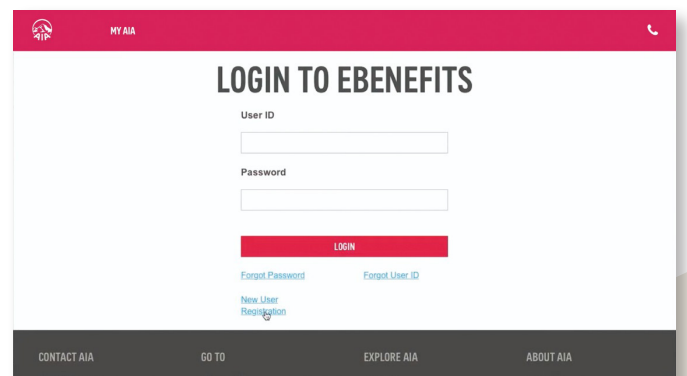 AIA
MY AIA
LOGIN TO EBENEFITS
User ID
Password
LOGIN
Forgot Password
Forgot User ID
New User
Registration
CONTACT AIA
GO TO
EXPLORE AIA
ABOUT AIA